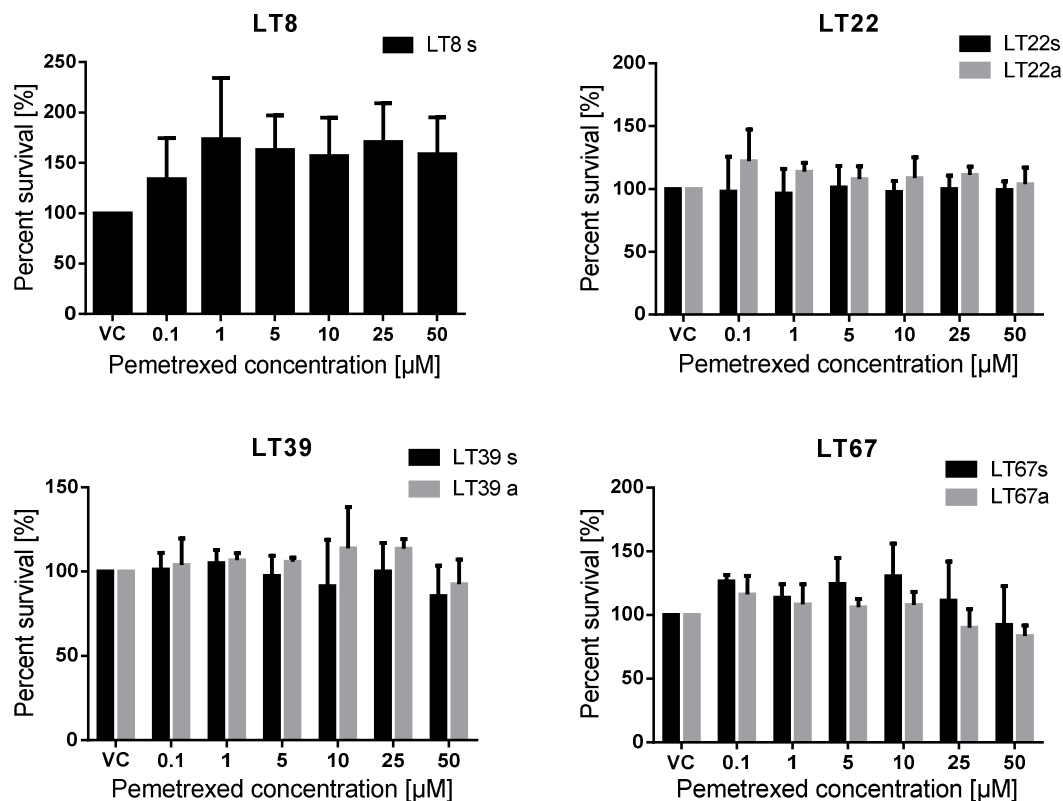 LT8
LT8 s
Percent survival [%]
250
200
150
100
50
0
VC 0.1 1 5 10 25 50
Pemetrexed concentration [µM]
LT22
LT22s
LT22a
Percent survival [%]
200
150
100
50
0
VC 0.1 1 5 10 25 50
Pemetrexed concentration [µM]
LT39
LT39 s
LT39 a
Percent survival [%]
150
100
50
0
VC 0.1 1 5 10 25 50
Pemetrexed concentration [µM]
LT67
LT67s
LT67a
Percent survival [%]
200
150
100
50
0
VC 0.1 1 5 10 25 50
Pemetrexed concentration [µM]